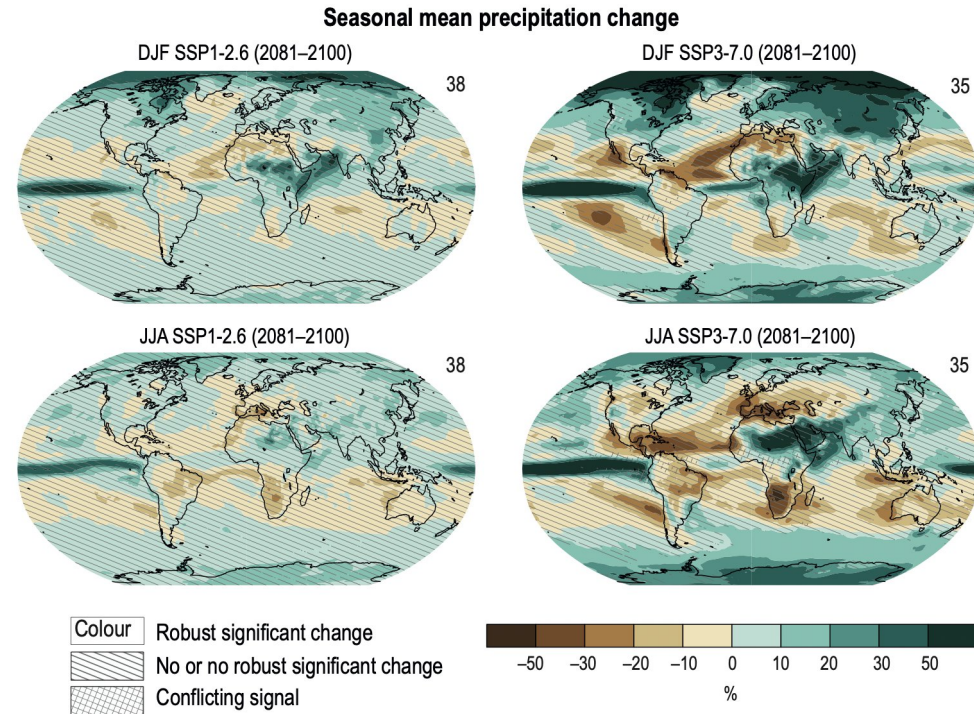 Seasonal mean precipitation change
DJF SSP1-2.6 (2081–2100)
38
DJF SSP3-7.0 (2081–2100)
35
JJA SSP1-2.6 (2081–2100)
38
JJA SSP3-7.0 (2081–2100)
35
Colour Robust significant change
No or no robust significant change
Conflicting signal
–50 –30 –20 –10 0 10 20 30 50
%